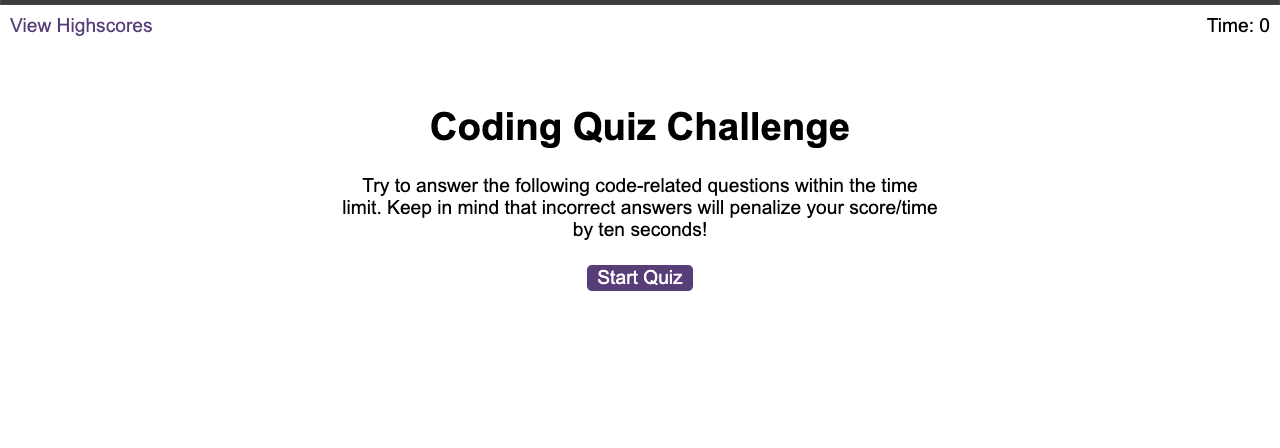 View Highscores
Time: 0
Coding Quiz Challenge
Try to answer the following code-related questions within the time
limit. Keep in mind that incorrect answers will penalize your score/time
by ten seconds!
Start Quiz